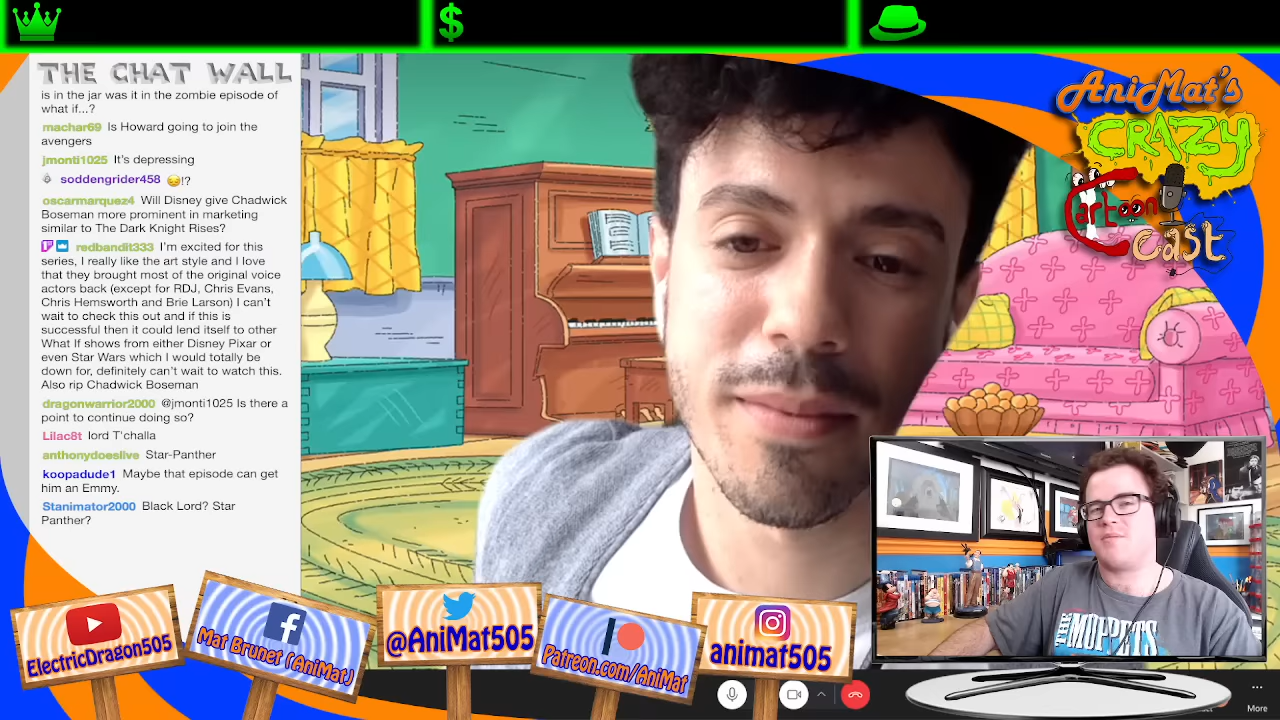 $
THE CHAT WALL
is in the jar was it in the zombie episode of
what if...?
machar69 Is Howard going to join the
avengers
jmonti1025 It's depressing
soddengrider458 😔!?
oscarmarquez4 Will Disney give Chadwick
Boseman more prominent in marketing
similar to The Dark Knight Rises?
redbandit333 I'm excited for this
series, I really like the art style and I love
that they brought most of the original voice
actors back (except for RDJ, Chris Evans,
Chris Hemsworth and Brie Larson) I can't
wait to check this out and if this is
successful then it could lend itself to other
What If shows from either Disney Pixar or
even Star Wars which I would totally be
down for, definitely can't wait to watch this.
Also rip Chadwick Boseman
dragonwarrior2000 @jmonti1025 Is there a
point to continue doing so?
Lilac8t lord T'challa
anthonydoeslive Star-Panther
koopadude1 Maybe that episode can get
him an Emmy.
Stanimator2000 Black Lord? Star
Panther?
AniMat's
CRAZY
Cartoon
Cast
THE MUPPETS
ElectricDragon505
Mat Brunet (AniMat)
@AniMat505
Patreon.com/AniMat
animat505
More